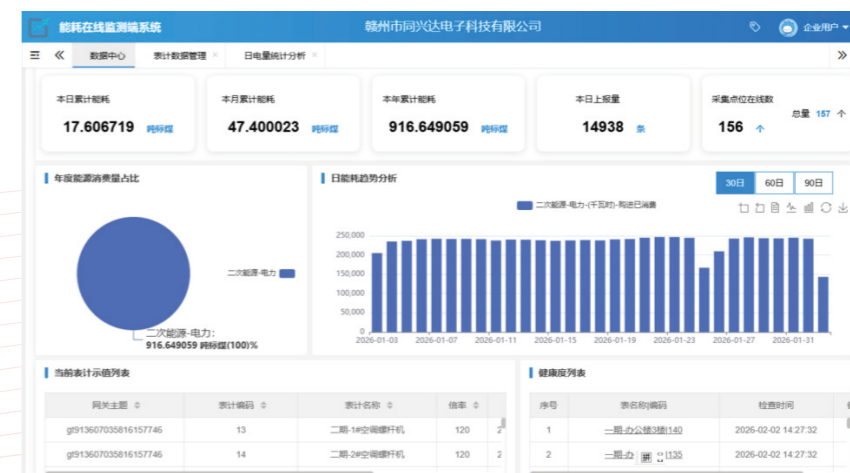 能耗在线监测端系统
赣州市同兴达电子科技有限公司
企业用户
数据中心
表计数据管理 ×
日电量统计分析 ×
本日累计能耗
17.606719 吨标煤
本月累计能耗
47.400023 吨标煤
本年累计能耗
916.649059 吨标煤
本日上报量
14938 条
采集点位在线数
156 个
总量 157 个
年度能源消费量占比
二次能源-电力
二次能源-电力:
916.649059 吨标煤(100)%
日能耗趋势分析
30日 60日 90日
二次能源-电力-(千瓦时)-购进已消费
250,000
200,000
150,000
100,000
50,000
0
2026-01-03 2026-01-07 2026-01-11 2026-01-15 2026-01-19 2026-01-23 2026-01-27 2026-01-31
当前表计示值列表
网关主题 表计编码 表计名称 倍率
gt913607035816157746 13 二期-1#空调螺杆机 120 2
gt913607035816157746 14 二期-2#空调螺杆机 120 2
健康度列表
序号 表名称|编码 检查时间
1 一期-办公楼3楼|140 2026-02-02 14:27:32
2 一期-办 拼 |135 2026-02-02 14:27:32